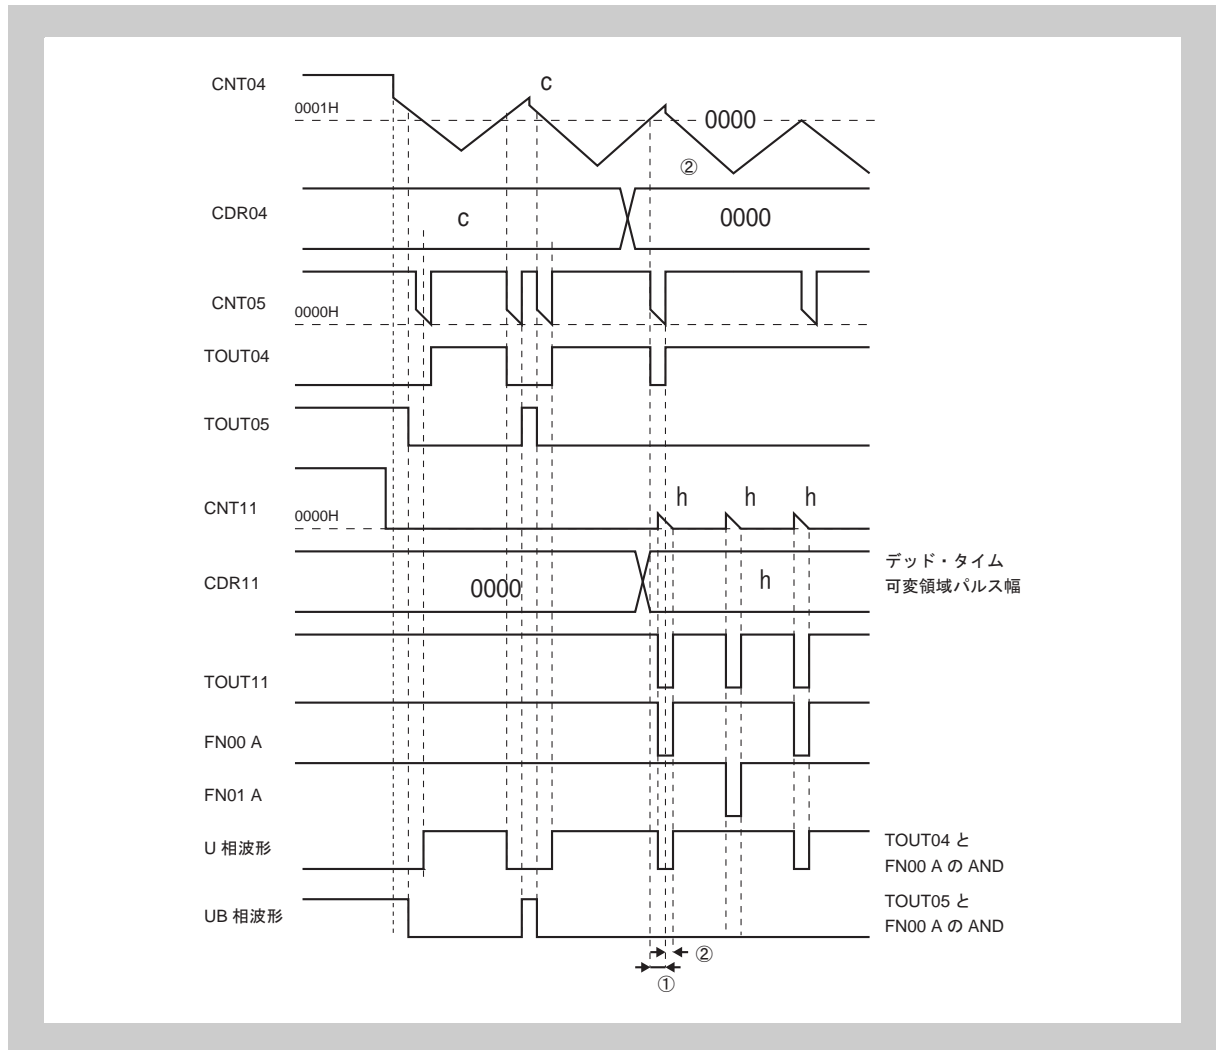 CNT04
c
0001H
0000
②
CDR04
c
0000
CNT05
0000H
TOUT04
TOUT05
CNT11
h
h
h
0000H
CDR11
0000
h
デッド・タイム
可変領域パルス幅
TOUT11
FN00 A
FN01 A
U 相波形
TOUT04 と
FN00 A の AND
UB 相波形
TOUT05 と
FN00 A の AND
②
①